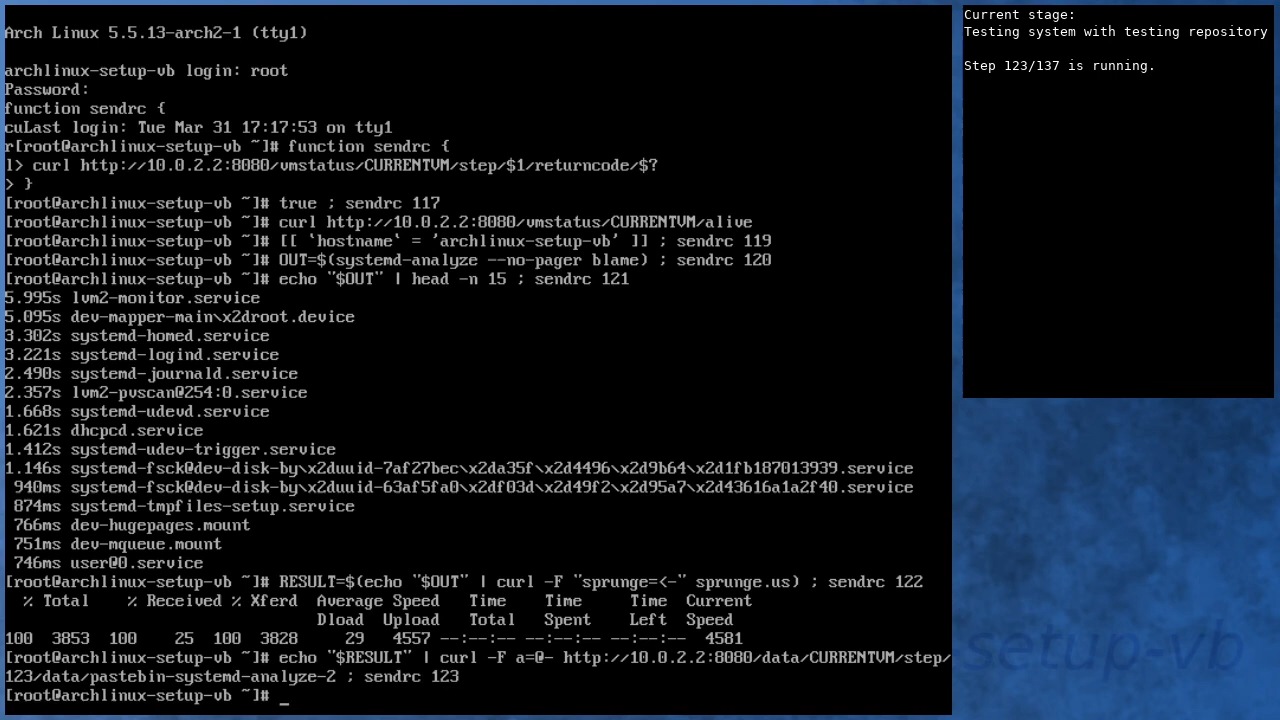 Arch Linux 5.5.13-arch2-1 (tty1)
archlinux-setup-vb login: root
Password:
function sendrc {
cuLast login: Tue Mar 31 17:17:53 on tty1
r[root@archlinux-setup-vb ~]# function sendrc {
l> curl http://10.0.2.2:8080/vmstatus/CURRENTVM/step/$1/returncode/$?
> }
[root@archlinux-setup-vb ~]# true ; sendrc 117
[root@archlinux-setup-vb ~]# curl http://10.0.2.2:8080/vmstatus/CURRENTVM/alive
[root@archlinux-setup-vb ~]# [[ `hostname` = 'archlinux-setup-vb' ]] ; sendrc 119
[root@archlinux-setup-vb ~]# OUT=$(systemd-analyze --no-pager blame) ; sendrc 120
[root@archlinux-setup-vb ~]# echo "$OUT" | head -n 15 ; sendrc 121
5.995s lvm2-monitor.service
5.095s dev-mapper-main\x2droot.device
3.302s systemd-homed.service
3.221s systemd-logind.service
2.490s systemd-journald.service
2.357s lvm2-pvscan@254:0.service
1.668s systemd-udevd.service
1.621s dhcpcd.service
1.412s systemd-udev-trigger.service
1.146s systemd-fsck@dev-disk-by\x2duuid-7af27bec\x2da35f\x2d4496\x2d9b64\x2d1fb187013939.service
940ms systemd-fsck@dev-disk-by\x2duuid-63af5fa0\x2df03d\x2d49f2\x2d95a7\x2d43616a1a2f40.service
874ms systemd-tmpfiles-setup.service
766ms dev-hugepages.mount
751ms dev-mqueue.mount
746ms user@0.service
[root@archlinux-setup-vb ~]# RESULT=$(echo "$OUT" | curl -F "sprunge=<-" sprunge.us) ; sendrc 122
% Total % Received % Xferd Average Speed Time Time Time Current
Dload Upload Total Spent Left Speed
100 3853 100 25 100 3828 29 4557 --:--:-- --:--:-- --:--:-- 4581
[root@archlinux-setup-vb ~]# echo "$RESULT" | curl -F a=@- http://10.0.2.2:8080/data/CURRENTVM/step/
123/data/pastebin-systemd-analyze-2 ; sendrc 123
[root@archlinux-setup-vb ~]# _
Current stage:
Testing system with testing repository
Step 123/137 is running.
setup-vb